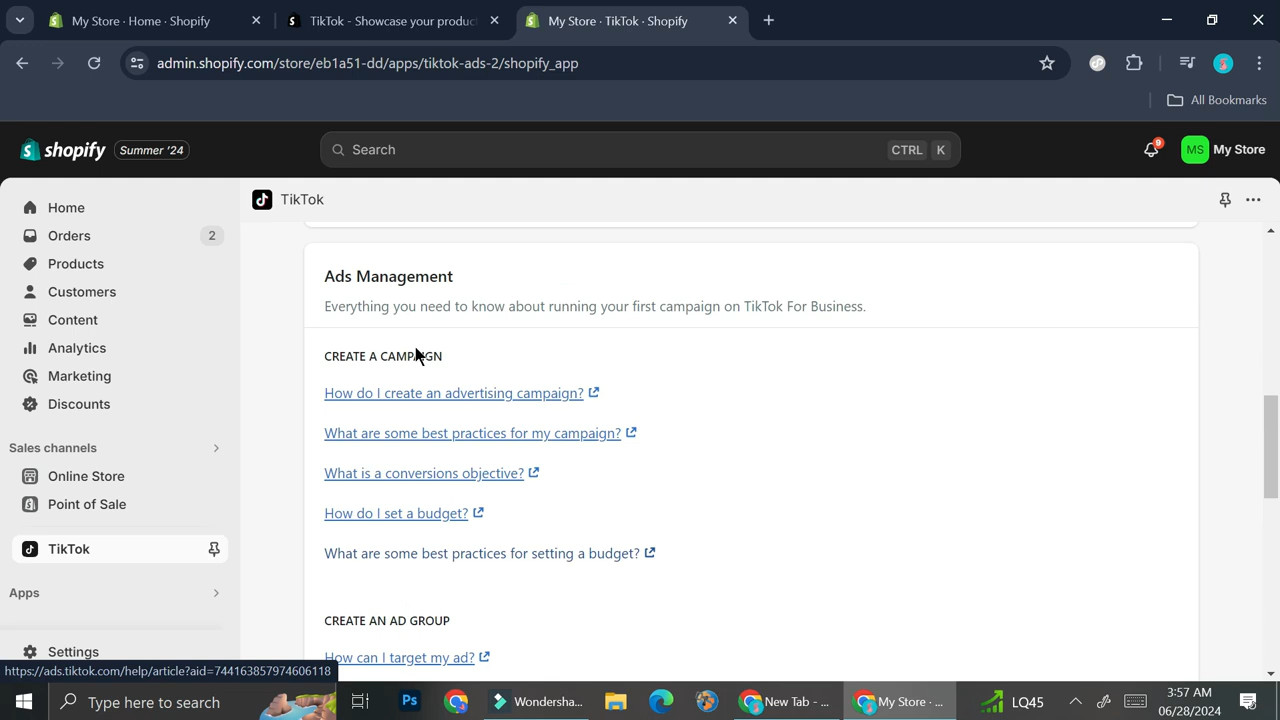 My Store · Home · Shopify
TikTok - Showcase your produc
My Store · TikTok · Shopify
admin.shopify.com/store/eb1a51-dd/apps/tiktok-ads-2/shopify_app
All Bookmarks
shopify
Summer '24
Search
CTRL K
9
MS
My Store
Home
Orders 2
Products
Customers
Content
Analytics
Marketing
Discounts
Sales channels
Online Store
Point of Sale
TikTok
Apps
Settings
TikTok
Ads Management
Everything you need to know about running your first campaign on TikTok For Business.
CREATE A CAMPAIGN
How do I create an advertising campaign?
What are some best practices for my campaign?
What is a conversions objective?
How do I set a budget?
What are some best practices for setting a budget?
CREATE AN AD GROUP
How can I target my ad?
https://ads.tiktok.com/help/article?aid=744163857974606118
Type here to search
Ps
Wondersha...
New Tab - ...
My Store · ...
LQ45
3:57 AM
06/28/2024